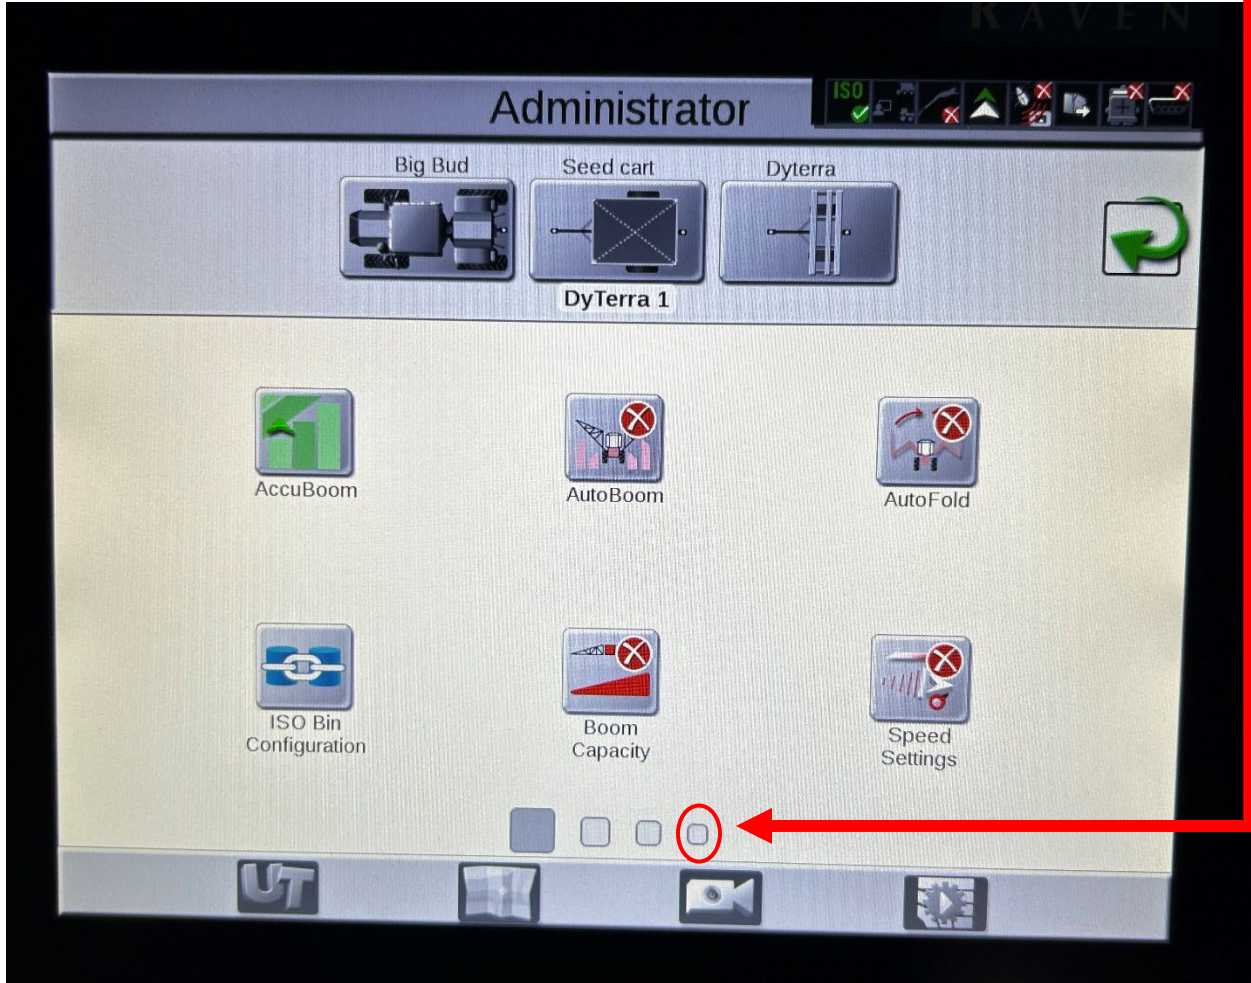 RAVEN
Administrator
ISO
Big Bud
Seed cart
Dyterra
DyTerra 1
AccuBoom
AutoBoom
AutoFold
ISO Bin
Configuration
Boom
Capacity
Speed
Settings
UT